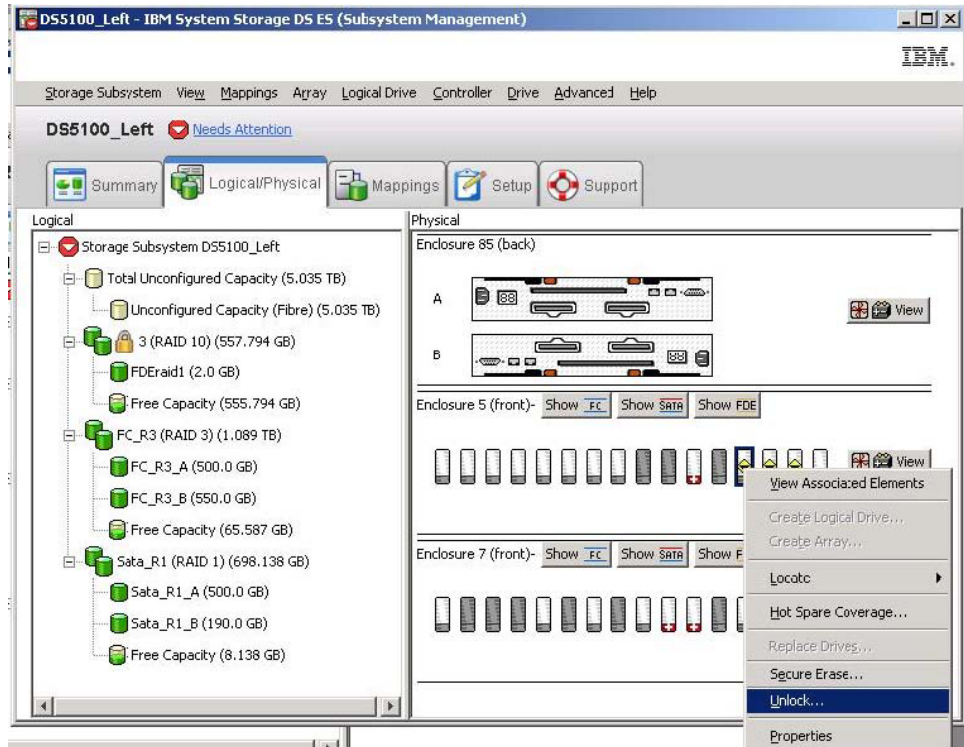 DS5100_Left - IBM System Storage DS ES (Subsystem Management)
IBM.
Storage Subsystem View Mappings Array Logical Drive Controller Drive Advanced Help
DS5100_Left Needs Attention
Summary Logical/Physical Mappings Setup Support
Logical
Storage Subsystem DS5100_Left
Total Unconfigured Capacity (5.035 TB)
Unconfigured Capacity (Fibre) (5.035 TB)
3 (RAID 10) (557.794 GB)
FDEraid1 (2.0 GB)
Free Capacity (555.794 GB)
FC_R3 (RAID 3) (1.089 TB)
FC_R3_A (500.0 GB)
FC_R3_B (550.0 GB)
Free Capacity (65.587 GB)
Sata_R1 (RAID 1) (698.138 GB)
Sata_R1_A (500.0 GB)
Sata_R1_B (190.0 GB)
Free Capacity (8.138 GB)
Physical
Enclosure 85 (back)
A
88
View
B
88
Enclosure 5 (front)- Show FC Show SATA Show FDE
View
Enclosure 7 (front)- Show FC Show SATA Show F
View Associated Elements
Create Logical Drive...
Create Array...
Locate
Hot Spare Coverage...
Replace Drives...
Secure Erase...
Unlock...
Properties